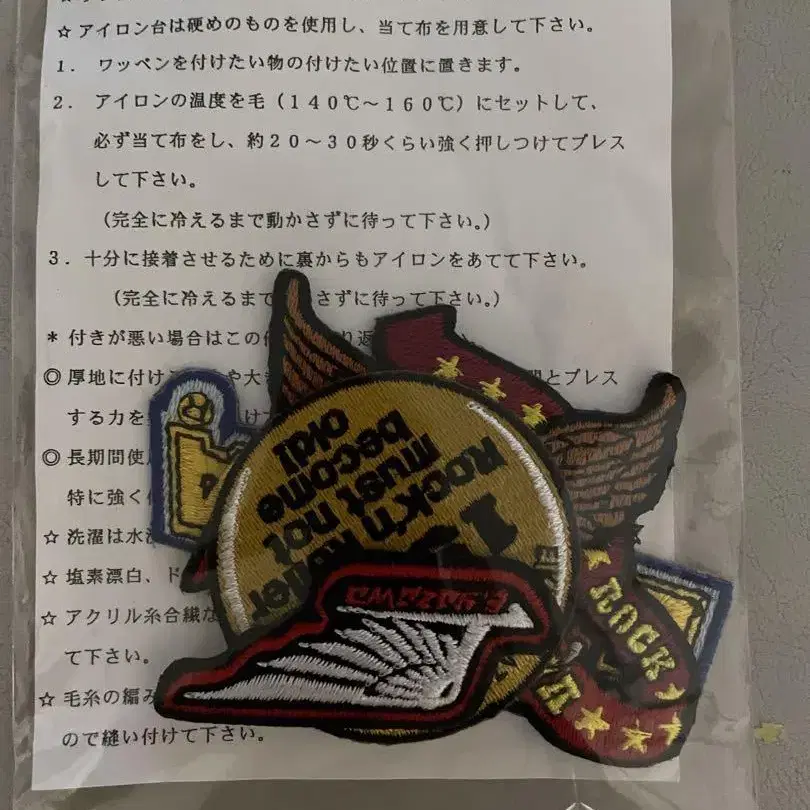 ☆アイロン台は硬めのものを使用し、当て布を用意して下さい。
1. ワッペンを付けたい物の付けたい位置に置きます。
2. アイロンの温度を毛(140℃～160℃)にセットして、
必ず当て布をし、約20～30秒くらい強く押しつけてプレス
して下さい。
(完全に冷えるまで動かさずに待って下さい。)
3. 十分に接着させるために裏からもアイロンをあてて下さい。
(完全に冷えるまで さずに待って下さい。)
* 付きが悪い場合はこの
◎厚地に付け や大 とプレス
する力を
◎長期間使
特に強く
☆洗濯は水
☆塩素漂白、ド
☆アクリル糸合繊な
て下さい。
☆毛糸の編み
ので縫い付けて下さい。
1
Rock'n Roller
must not
become
old!
ROCK